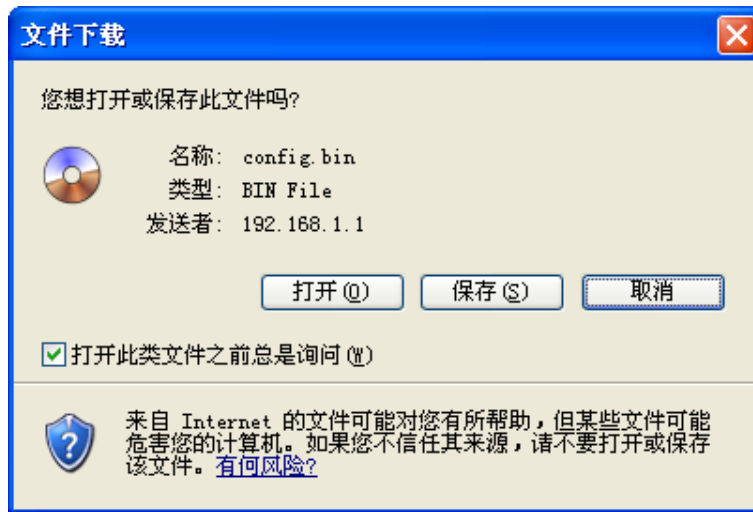 文件下载
您想打开或保存此文件吗?
名称: config.bin
类型: BIN File
发送者: 192.168.1.1
打开(O) 保存(S) 取消
打开此类文件之前总是询问(W)
来自 Internet 的文件可能对您有所帮助,但某些文件可能
危害您的计算机。如果您不信任其来源,请不要打开或保存
该文件。有何风险?